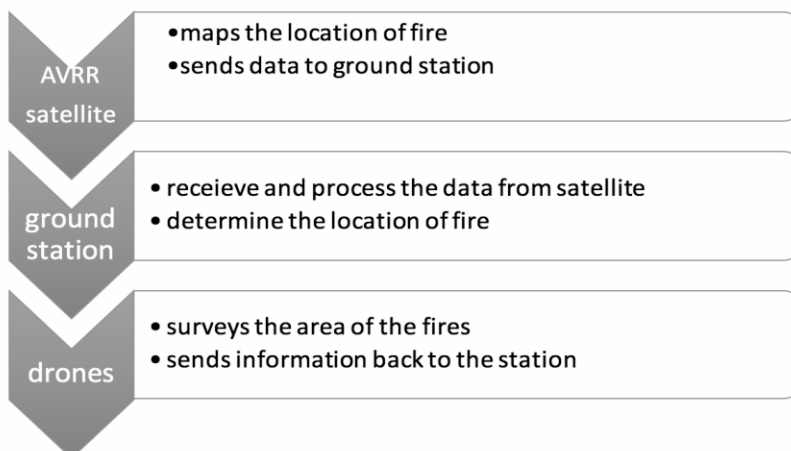 AVRR
satellite
•maps the location of fire
•sends data to ground station
ground
station
• receieve and process the data from satellite
• determine the location of fire
drones
• surveys the area of the fires
• sends information back to the station